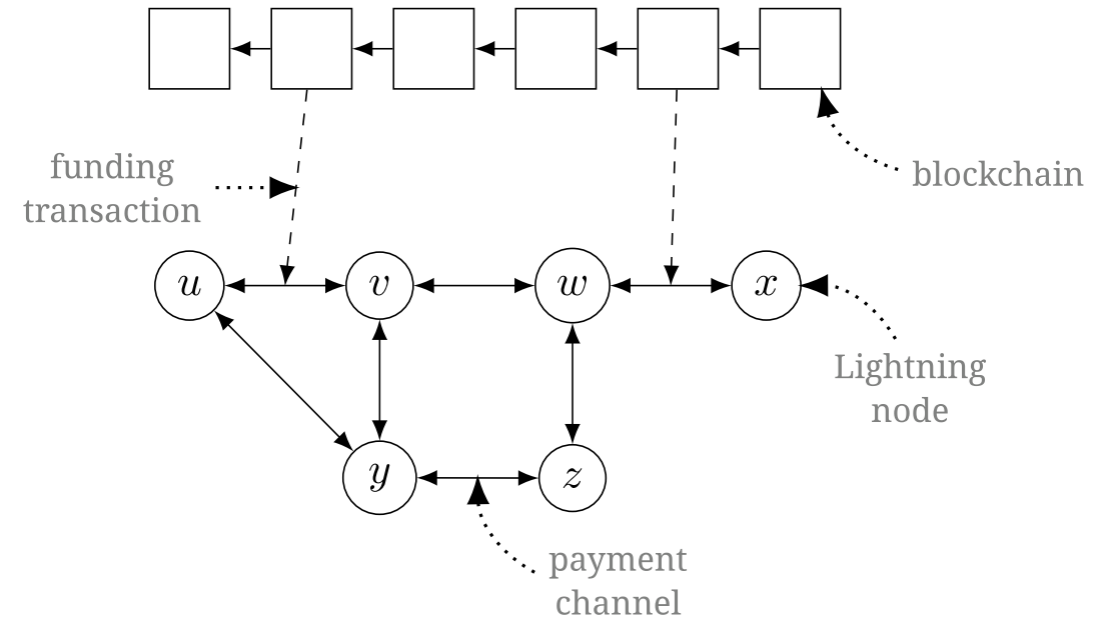 funding
transaction
blockchain
u v w x
Lightning
node
y z
payment
channel